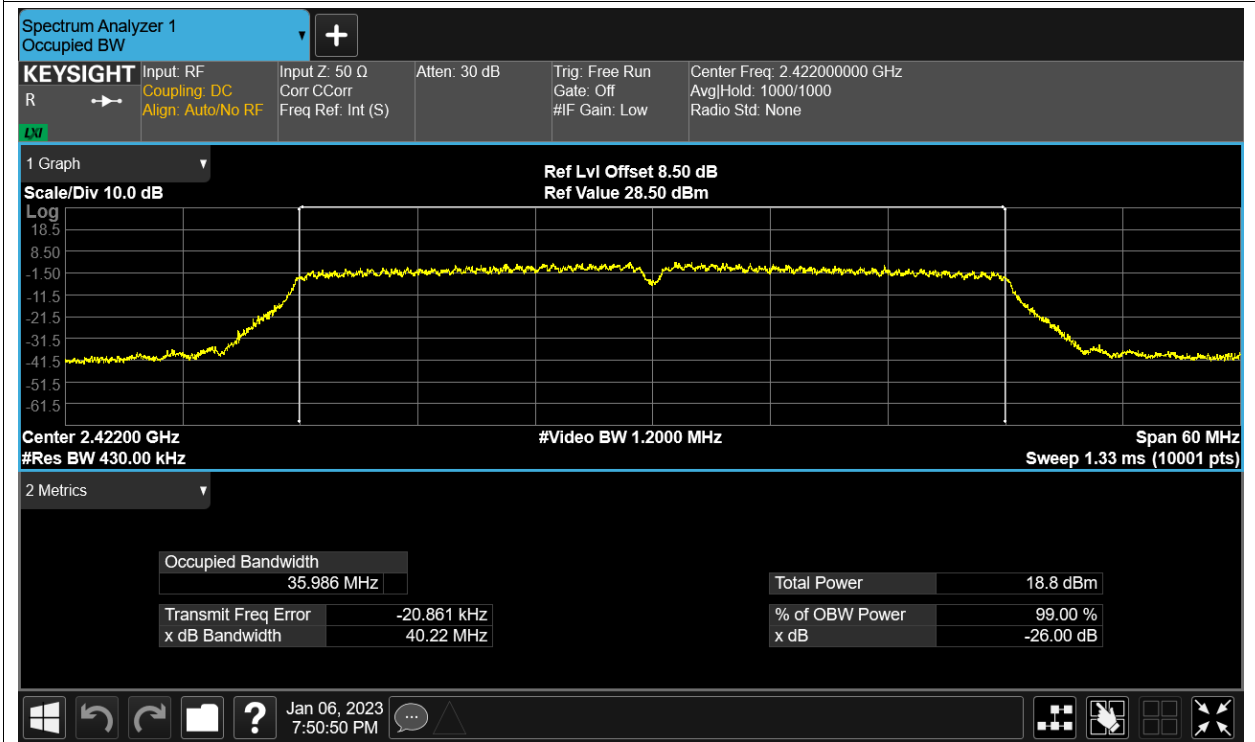 Spectrum Analyzer 1
Occupied BW
KEYSIGHT
R
LXI
Input: RF
Coupling: DC
Align: Auto/No RF
Input Z: 50 Ω
Corr CCorr
Freq Ref: Int (S)
Atten: 30 dB
Trig: Free Run
Gate: Off
#IF Gain: Low
Center Freq: 2.422000000 GHz
Avg|Hold: 1000/1000
Radio Std: None
1 Graph
Scale/Div 10.0 dB
Ref Lvl Offset 8.50 dB
Ref Value 28.50 dBm
Log
18.5
8.50
-1.50
-11.5
-21.5
-31.5
-41.5
-51.5
-61.5
Center 2.42200 GHz
#Res BW 430.00 kHz
#Video BW 1.2000 MHz
Span 60 MHz
Sweep 1.33 ms (10001 pts)
2 Metrics
Occupied Bandwidth
35.986 MHz
Transmit Freq Error -20.861 kHz
x dB Bandwidth 40.22 MHz
Total Power 18.8 dBm
% of OBW Power 99.00 %
x dB -26.00 dB
?
Jan 06, 2023
7:50:50 PM